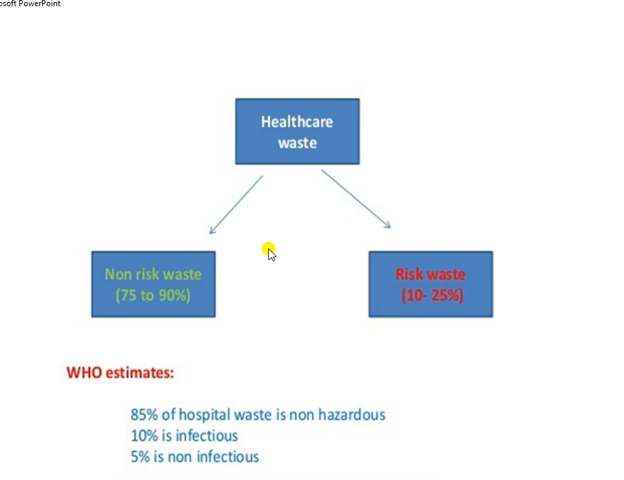 osoft PowerPoint
Healthcare
waste
Non risk waste
(75 to 90%)
Risk waste
(10- 25%)
WHO estimates:
85% of hospital waste is non hazardous
10% is infectious
5% is non infectious